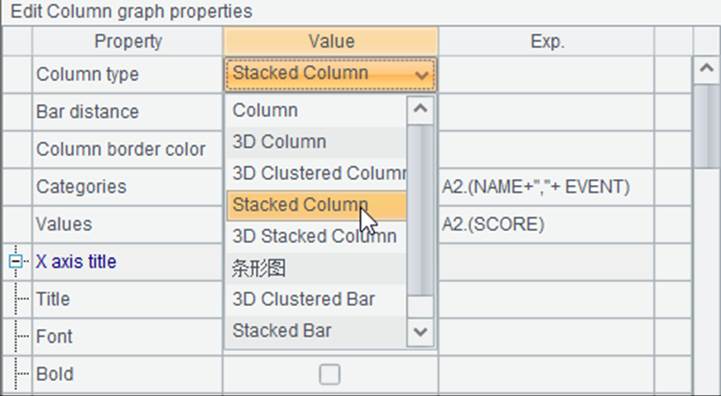 Edit Column graph properties
Property Value Exp.
Column type Stacked Column
Bar distance
Column border color
Categories A2.(NAME+","+ EVENT)
Values A2.(SCORE)
X axis title
Title
Font
Bold
Column
3D Column
3D Clustered Column
Stacked Column
3D Stacked Column
条形图
3D Clustered Bar
Stacked Bar